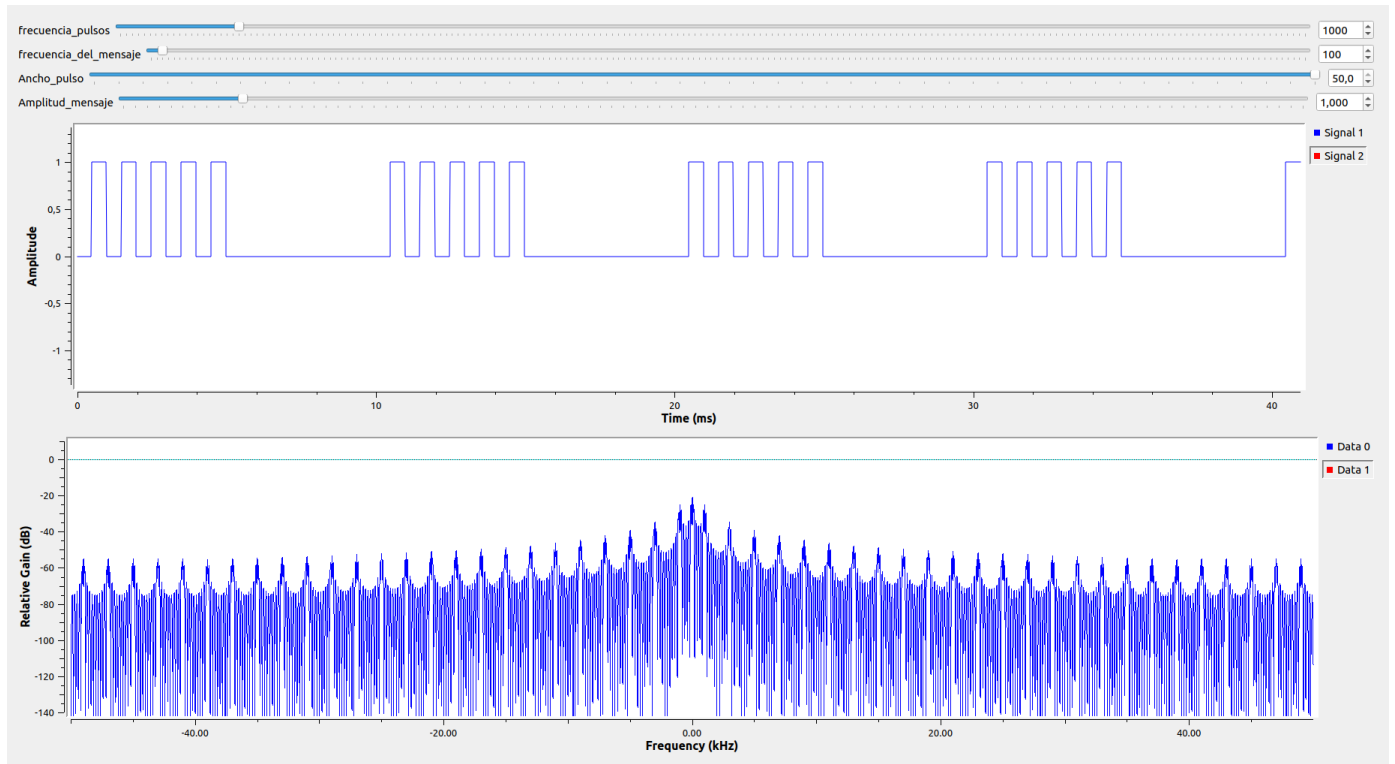 frecuencia_pulsos 1000
frecuencia_del_mensaje 100
Ancho_pulso 50,0
Amplitud_mensaje 1,000
Signal 1
Signal 2
1
0,5
0
-0,5
-1
Amplitude
0 10 20 30 40
Time (ms)
Data 0
Data 1
0
-20
-40
-60
-80
-100
-120
-140
Relative Gain (dB)
-40.00 -20.00 0.00 20.00 40.00
Frequency (kHz)